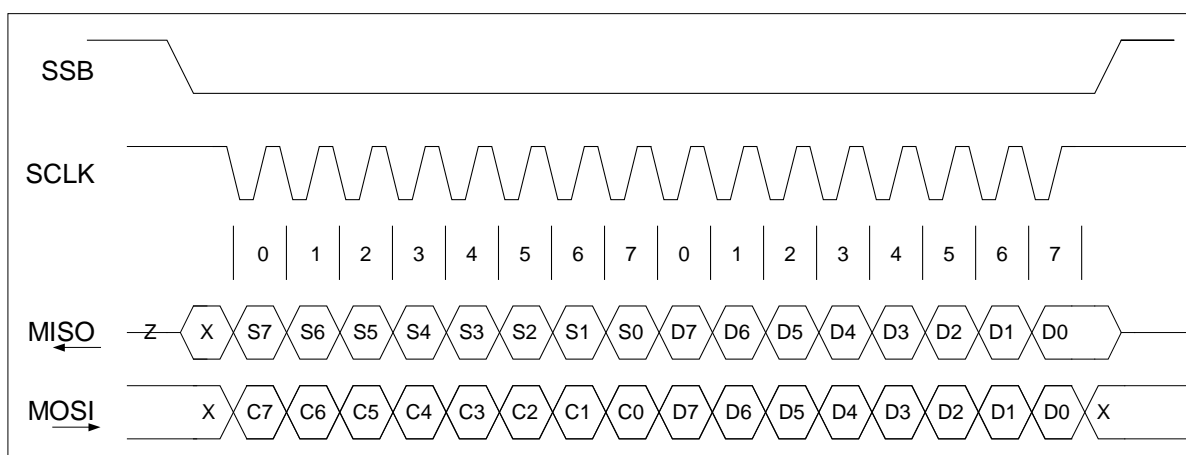 SSB
SCLK
0 1 2 3 4 5 6 7 0 1 2 3 4 5 6 7
MISO Z X S7 S6 S5 S4 S3 S2 S1 S0 D7 D6 D5 D4 D3 D2 D1 D0
MOSI X C7 C6 C5 C4 C3 C2 C1 C0 D7 D6 D5 D4 D3 D2 D1 D0 X